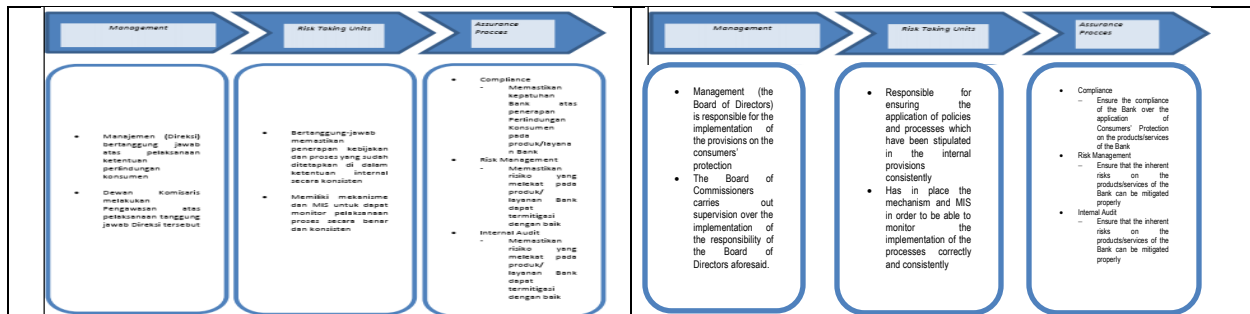 Management
Risk Taking Units
Assurance
Procces
• Manajemen (Direksi)
bertanggung jawab
atas pelaksanaan
ketentuan
perlindungan
konsumen
• Dewan Komisaris
melakukan
Pengawasan atas
pelaksanaan tanggung
jawab Direksi tersebut
• Bertanggung-jawab
memastikan
penerapan kebijakan
dan proses yang sudah
ditetapkan di dalam
ketentuan iinternal
secara konsisten
• Memiliki mekanisme
dan MIS untuk dapat
monitor pelaksanaan
proses secara benar
dan konsisten
• Compliance
- Memastikan
kepatuhan
Bank atas
penerapan
Perlindungan
Konsumen
pada
produk/layana
n Bank
• Risk Management
- Memastikan
risiko yang
melekat pada
produk/
layanan Bank
dapat
termitigasi
dengan baik
• Internal Audit
- Memastikan
risiko yang
melekat pada
produk/
layanan Bank
dapat
termitigasi
dengan baik
Management
Risk Taking Units
Assurance
Procces
• Management (the
Board of Directors)
is responsible for the
implementation of
the provisions on the
consumers'
protection
• The Board of
Commissioners
carries out
supervision over the
implementation of
the responsibility of
the Board of
Directors aforesaid.
• Responsible for
ensuring the
application of policies
and processes which
have been stipulated
in the internal
provisions
consistently
• Has in place the
mechanism and MIS
in order to be able to
monitor the
implementation of the
processes correctly
and consistently
• Compliance
– Ensure the compliance
of the Bank over the
application of
Consumers' Protection
on the products/services
of the Bank
• Risk Management
– Ensure that the inherent
risks on the
products/services of the
Bank can be mitigated
properly
• Internal Audit
– Ensure that the inherent
risks on the
products/services of the
Bank can be mitigated
properly